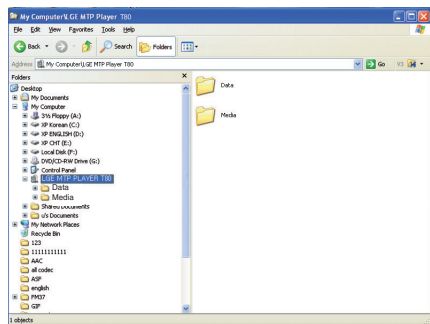 My Computer\LGE MTP Player T80
File Edit View Favorites Tools Help
Back Search Folders
Address My Computer\LGE MTP Player T80 Go V3
Folders
Desktop
My Documents
My Computer
3½ Floppy (A:)
XP Korean (C:)
XP ENGLISH (D:)
XP CHT (E:)
Local Disk (F:)
DVD/CD-RW Drive (G:)
Control Panel
LGE MTP PLAYER T80
Data
Media
Shared Documents
u's Documents
My Network Places
Recycle Bin
123
11111111111
AAC
all codec
ASF
english
FM37
GIF
Data
Media
1 objects